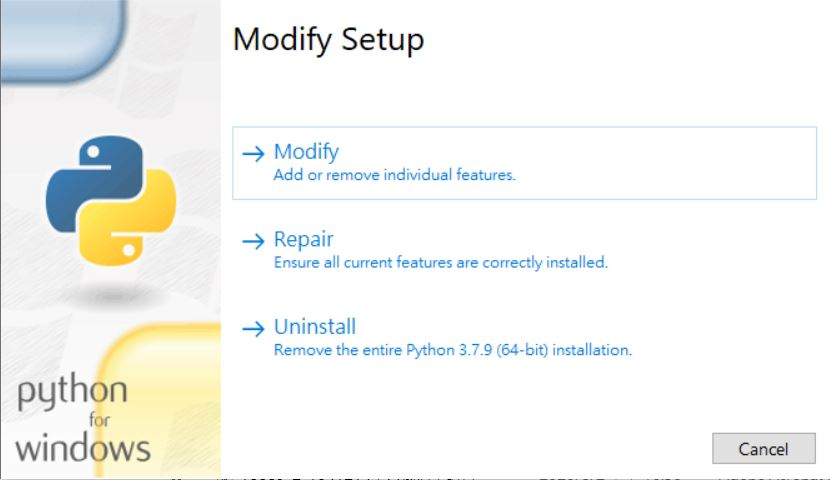 Modify Setup
Modify
Add or remove individual features.
Repair
Ensure all current features are correctly installed.
Uninstall
Remove the entire Python 3.7.9 (64-bit) installation.
python
for
windows
Cancel